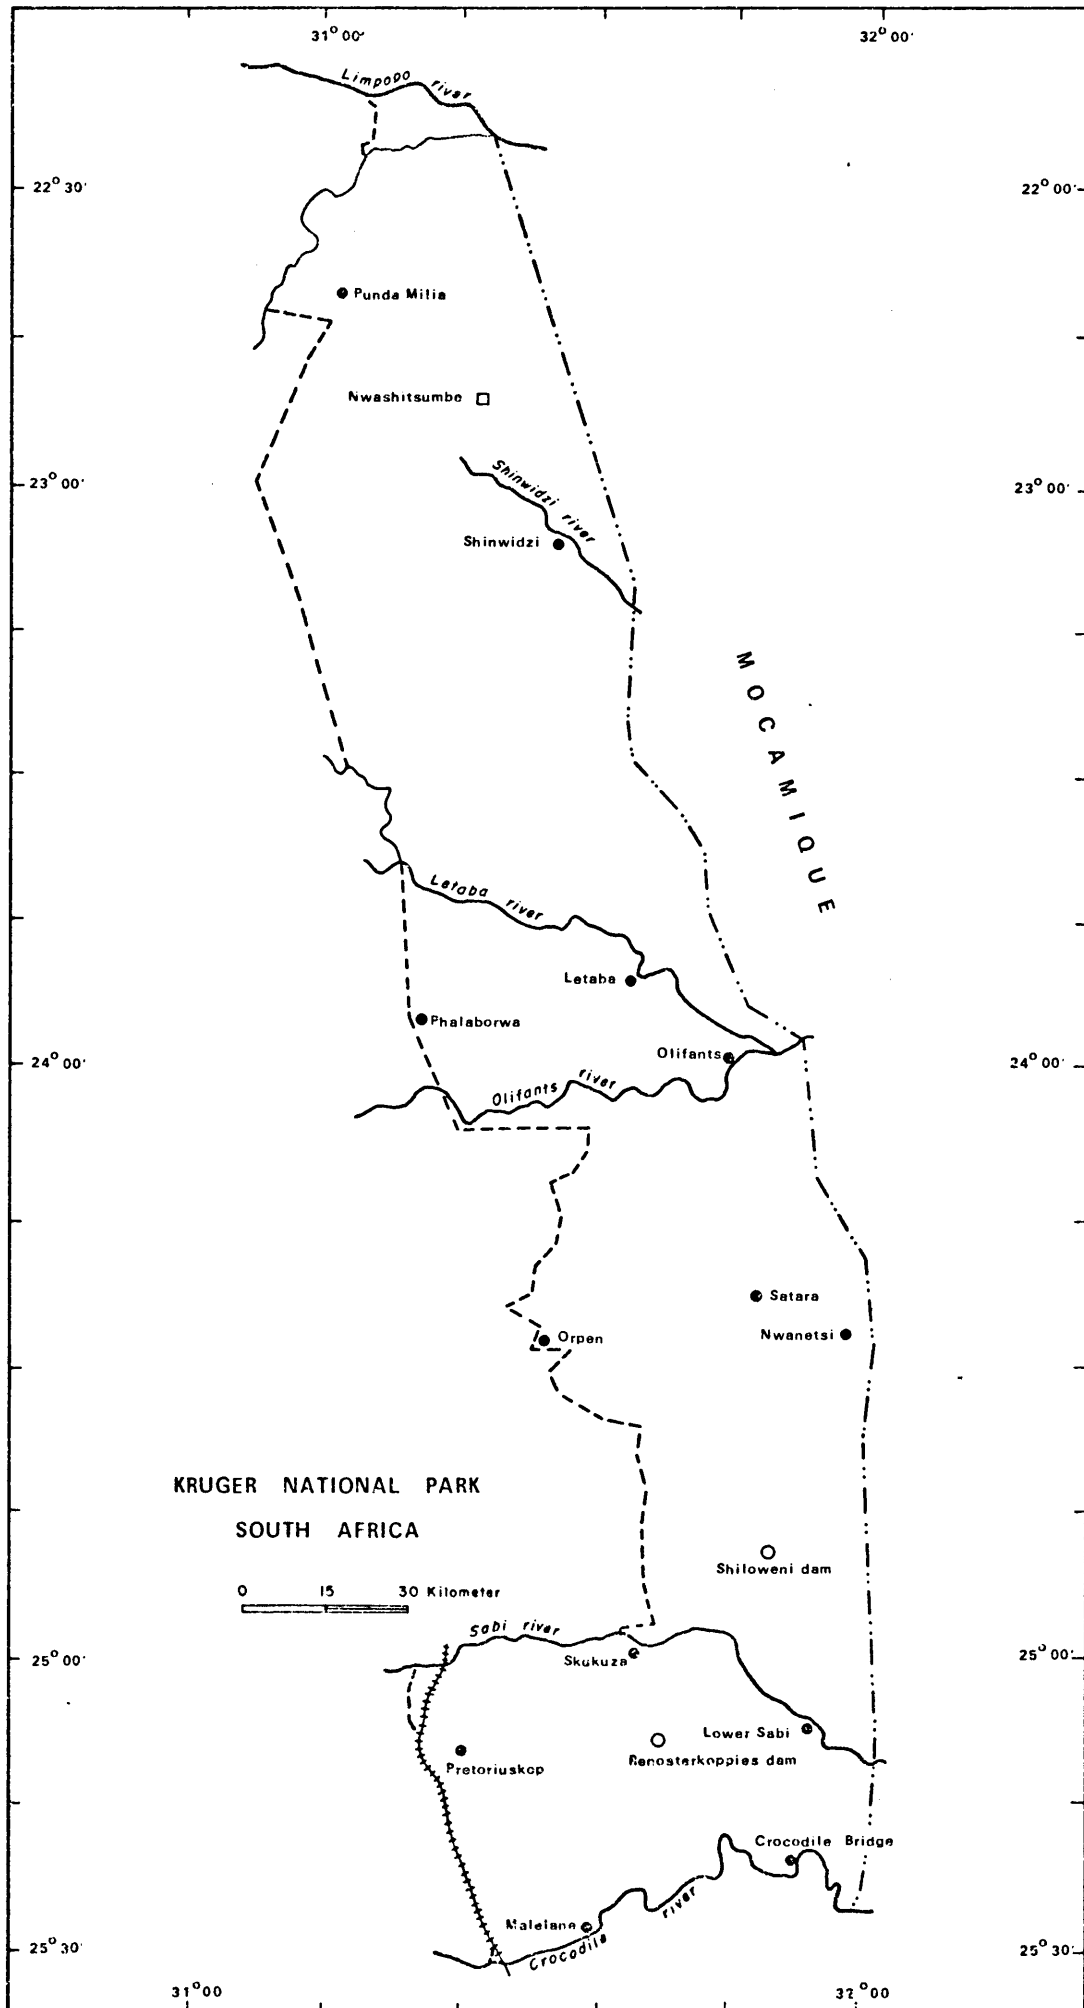 31°00'
32°00'
Limpopo river
22°30'
22°00'
Punda Milia
Nwashitsumbe
23°00'
23°00'
Shinwidzi river
Shinwidzi
MOCAMIQUE
Letaba river
Letaba
Phalaborwa
Olifants
24°00'
24°00'
Olifants river
Satara
Nwanetsi
Orpen
KRUGER NATIONAL PARK
SOUTH AFRICA
Shiloweni dam
0 15 30 Kilometer
Sabi river
25°00'
Skukuza
25°00'
Lower Sabi
Renosterkoppies dam
Pretoriuskop
Crocodile Bridge
Malelane
Crocodile river
25°30'
25°30'
31°00
32°00